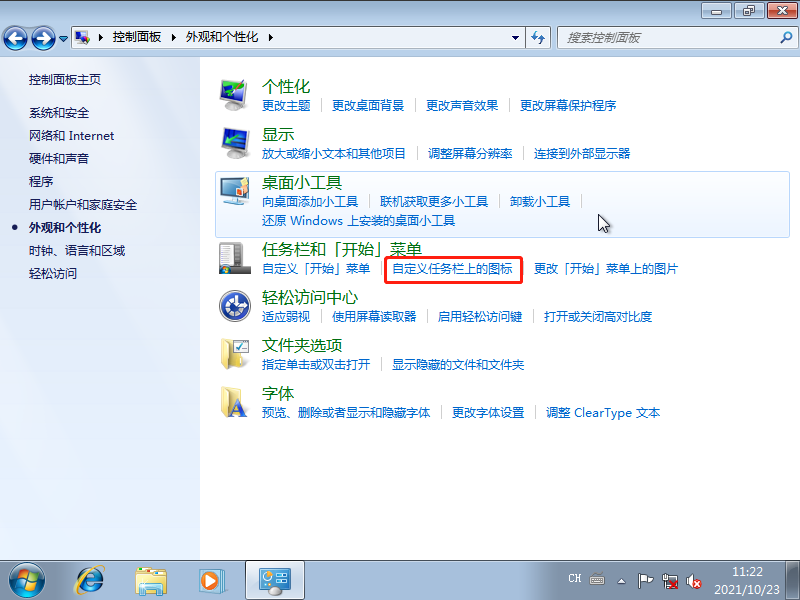 控制面板 外观和个性化
搜索控制面板
控制面板主页
系统和安全
网络和 Internet
硬件和声音
程序
用户帐户和家庭安全
外观和个性化
时钟、语言和区域
轻松访问
个性化
更改主题 更改桌面背景 更改声音效果 更改屏幕保护程序
显示
放大或缩小文本和其他项目 调整屏幕分辨率 连接到外部显示器
桌面小工具
向桌面添加小工具 联机获取更多小工具 卸载小工具
还原 Windows 上安装的桌面小工具
任务栏和「开始」菜单
自定义「开始」菜单 自定义任务栏上的图标 更改「开始」菜单上的图片
轻松访问中心
适应弱视 使用屏幕读取器 启用轻松访问键 打开或关闭高对比度
文件夹选项
指定单击或双击打开 显示隐藏的文件和文件夹
字体
预览、删除或者显示和隐藏字体 更改字体设置 调整 ClearType 文本
CH
11:22
2021/10/23